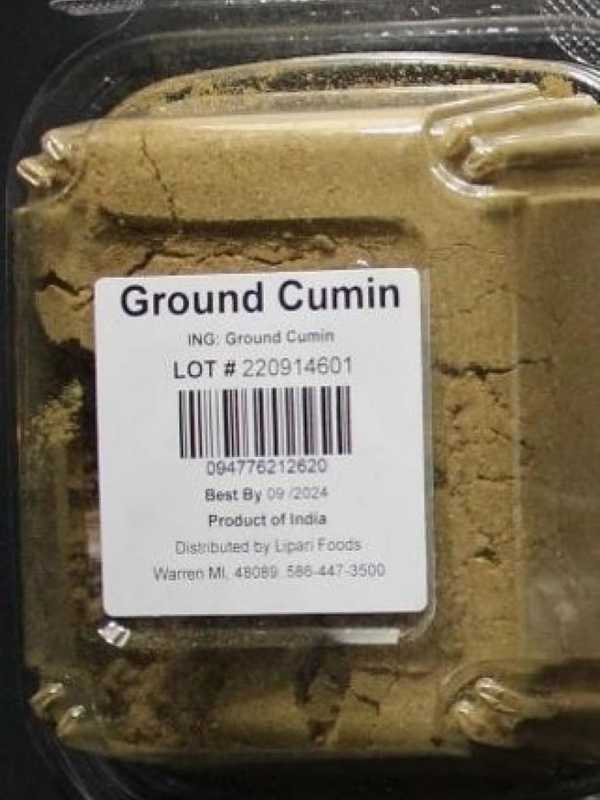 Ground Cumin
ING: Ground Cumin
LOT # 220914601
094776212620
Best By 09 /2024
Product of India
Distributed by Lipari Foods
Warren MI, 48089 586-447-3500